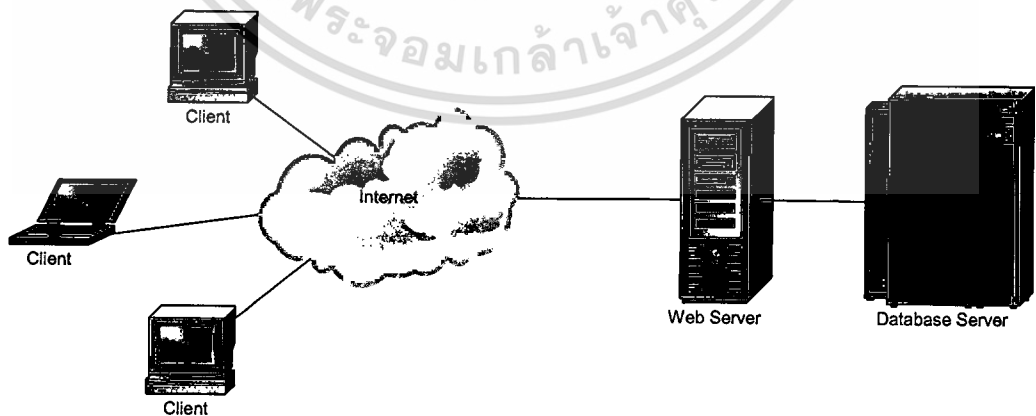 พระจอมเกล้าเจ้าคุ
Client
Internet
Client
Web Server
Database Server
Client